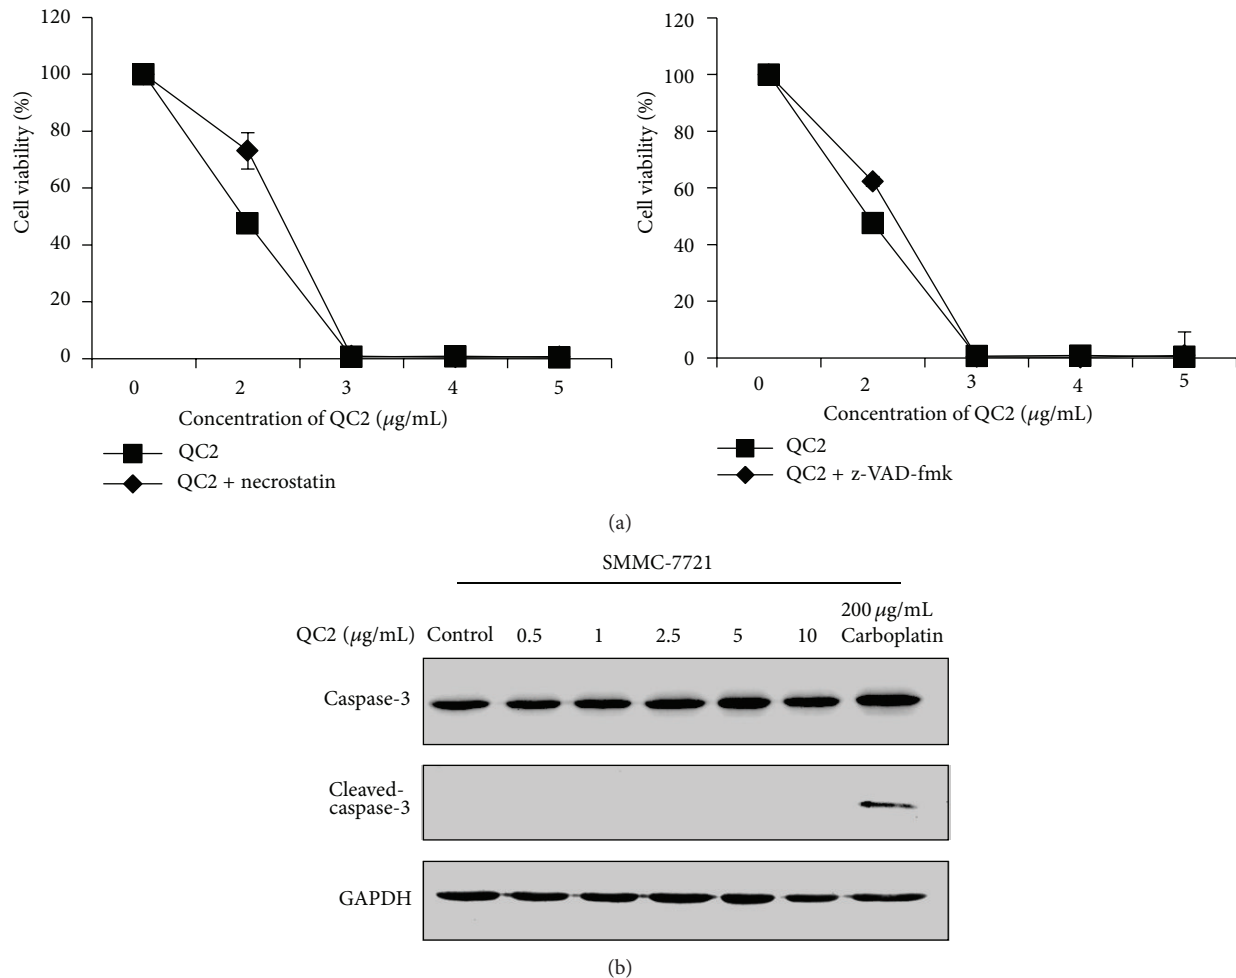 120
100
80
60
40
20
0
Cell viability (%)
0 2 3 4 5
Concentration of QC2 (μg/mL)
QC2
QC2 + necrostatin
120
100
80
60
40
20
0
Cell viability (%)
0 2 3 4 5
Concentration of QC2 (μg/mL)
QC2
QC2 + z-VAD-fmk
(a)
SMMC-7721
200 μg/mL
QC2 (μg/mL) Control 0.5 1 2.5 5 10 Carboplatin
Caspase-3
Cleaved-
caspase-3
GAPDH
(b)